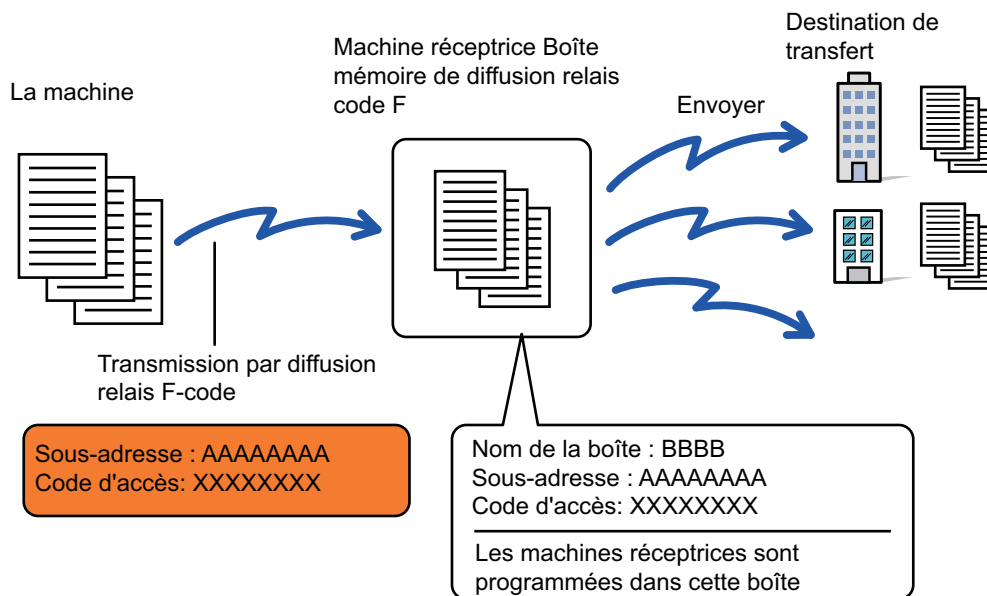 La machine
Machine réceptrice Boîte
mémoire de diffusion relais
code F
Envoyer
Destination de
transfert
Transmission par diffusion
relais F-code
Sous-adresse : AAAAAAAA
Code d'accès: XXXXXXXX
Nom de la boîte : BBBB
Sous-adresse : AAAAAAAA
Code d'accès: XXXXXXXX
Les machines réceptrices sont
programmées dans cette boîte